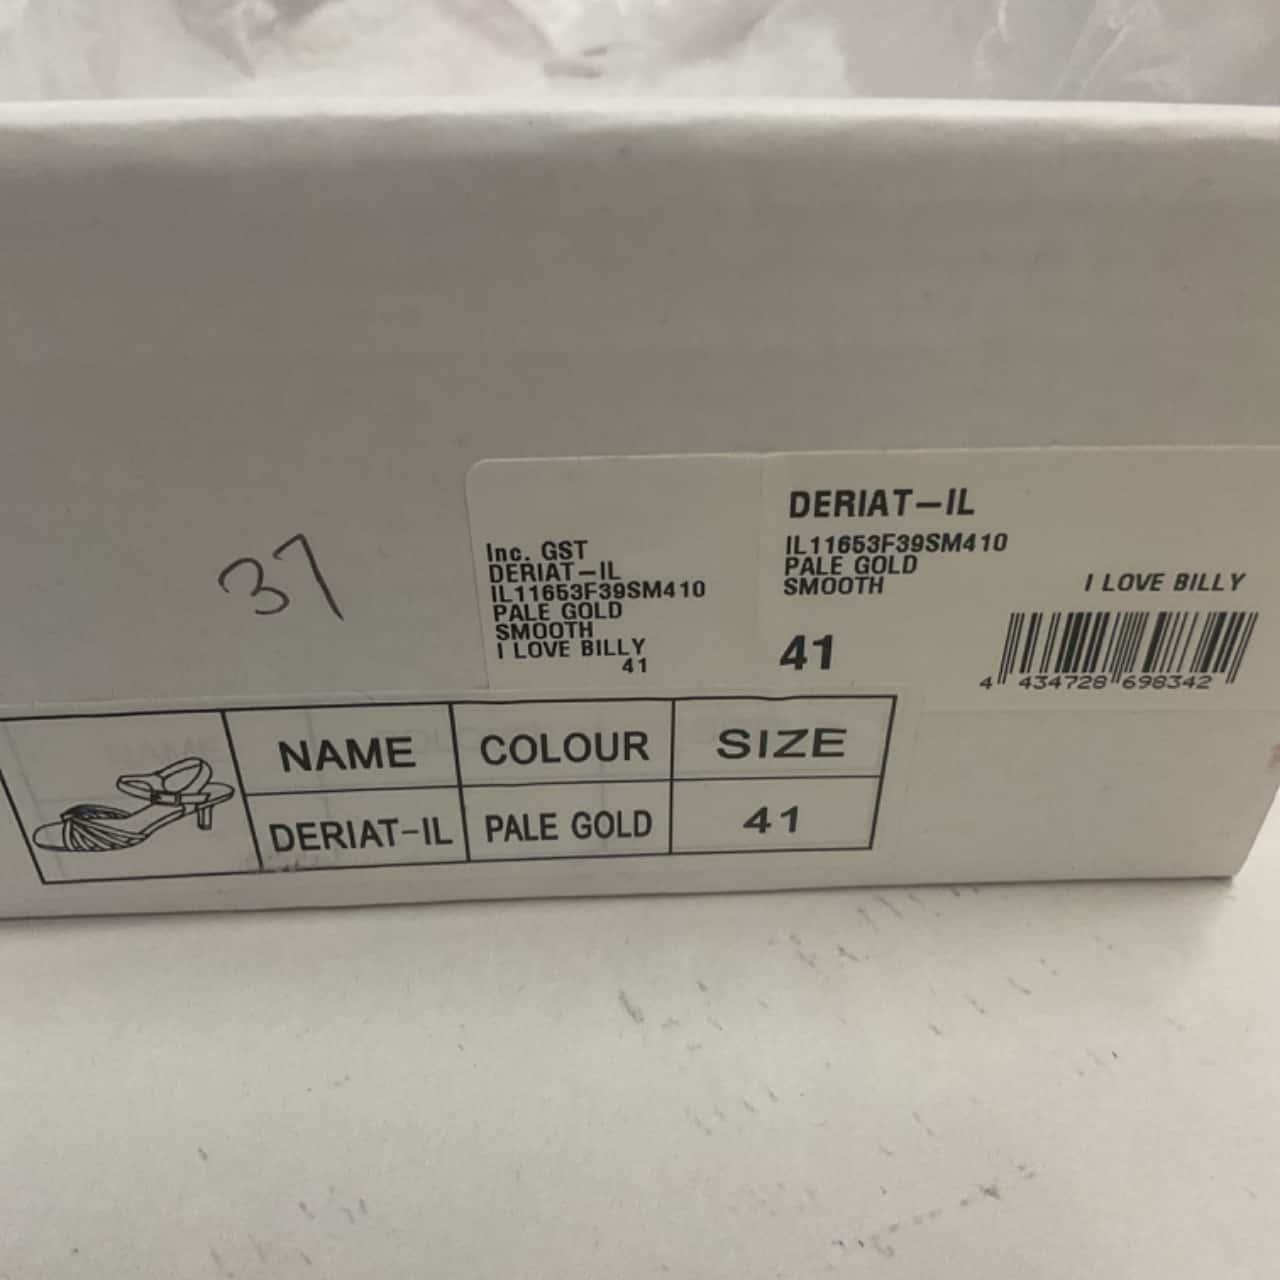 37
Inc. GST
DERIAT-IL
IL11653F39SM410
PALE GOLD
SMOOTH
I LOVE BILLY
41
DERIAT-IL
IL11653F39SM410
PALE GOLD
SMOOTH
I LOVE BILLY
41
4 434728 698342
NAME COLOUR SIZE
DERIAT-IL PALE GOLD 41